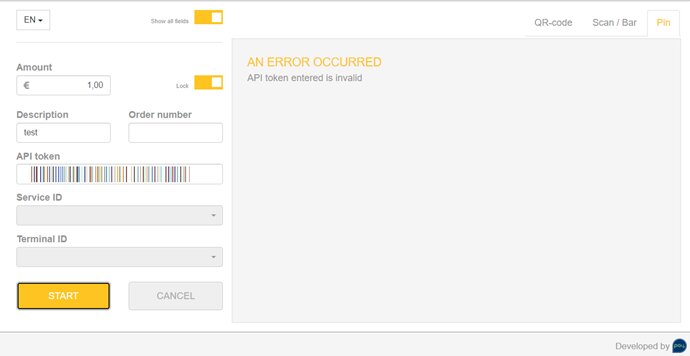 EN
Show all fields
QR-code
Scan / Bar
Pin
Amount
€ 1,00
Lock
AN ERROR OCCURRED
API token entered is invalid
Description
Order number
test
API token
Service ID
Terminal ID
START
CANCEL
Developed by
pay.